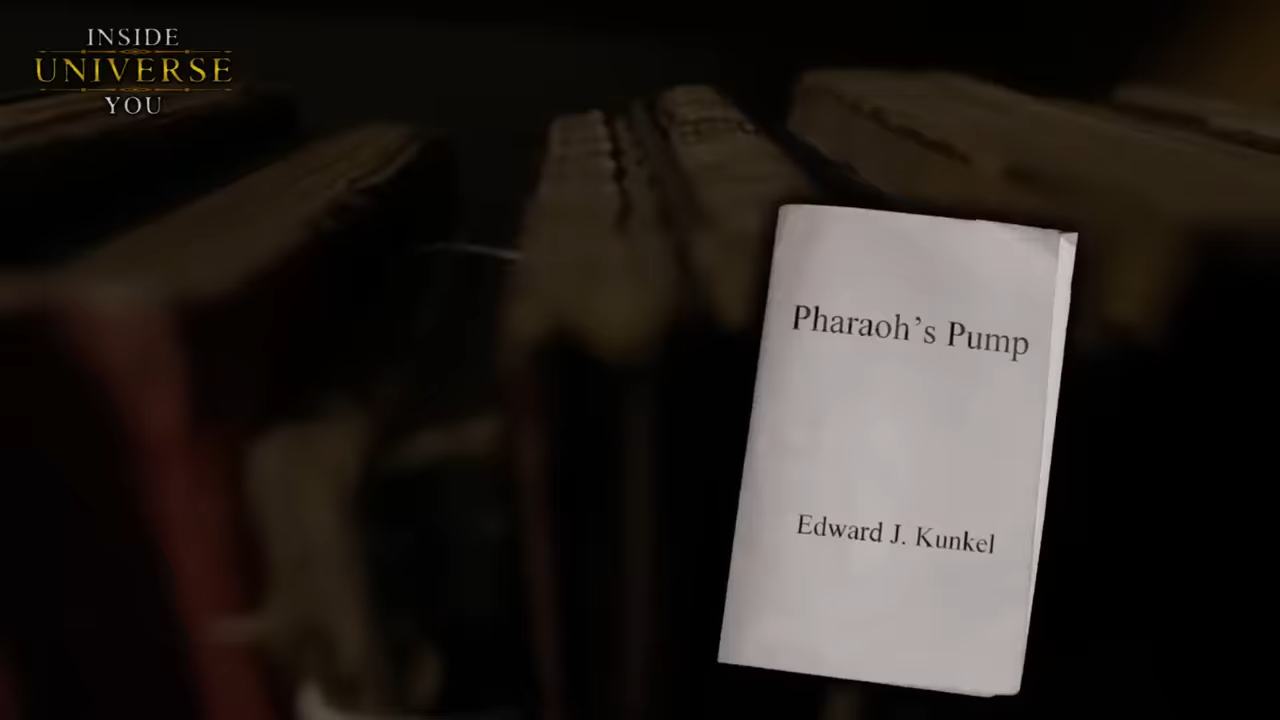 INSIDE
UNIVERSE
YOU
Pharaoh's Pump
Edward J. Kunkel